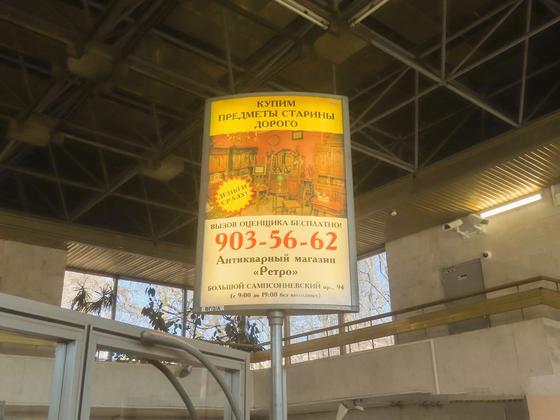 КУПИМ
ПРЕДМЕТЫ СТАРИНЫ
ДОРОГО
ДЕНЬГИ
СРАЗУ!
ВЫЗОВ ОЦЕНЩИКА БЕСПЛАТНО!
903-56-62
Антикварный магазин
«Ретро»
БОЛЬШОЙ САМПСОНИЕВСКИЙ пр., 94
(с 9:00 до 19:00 без выходных)